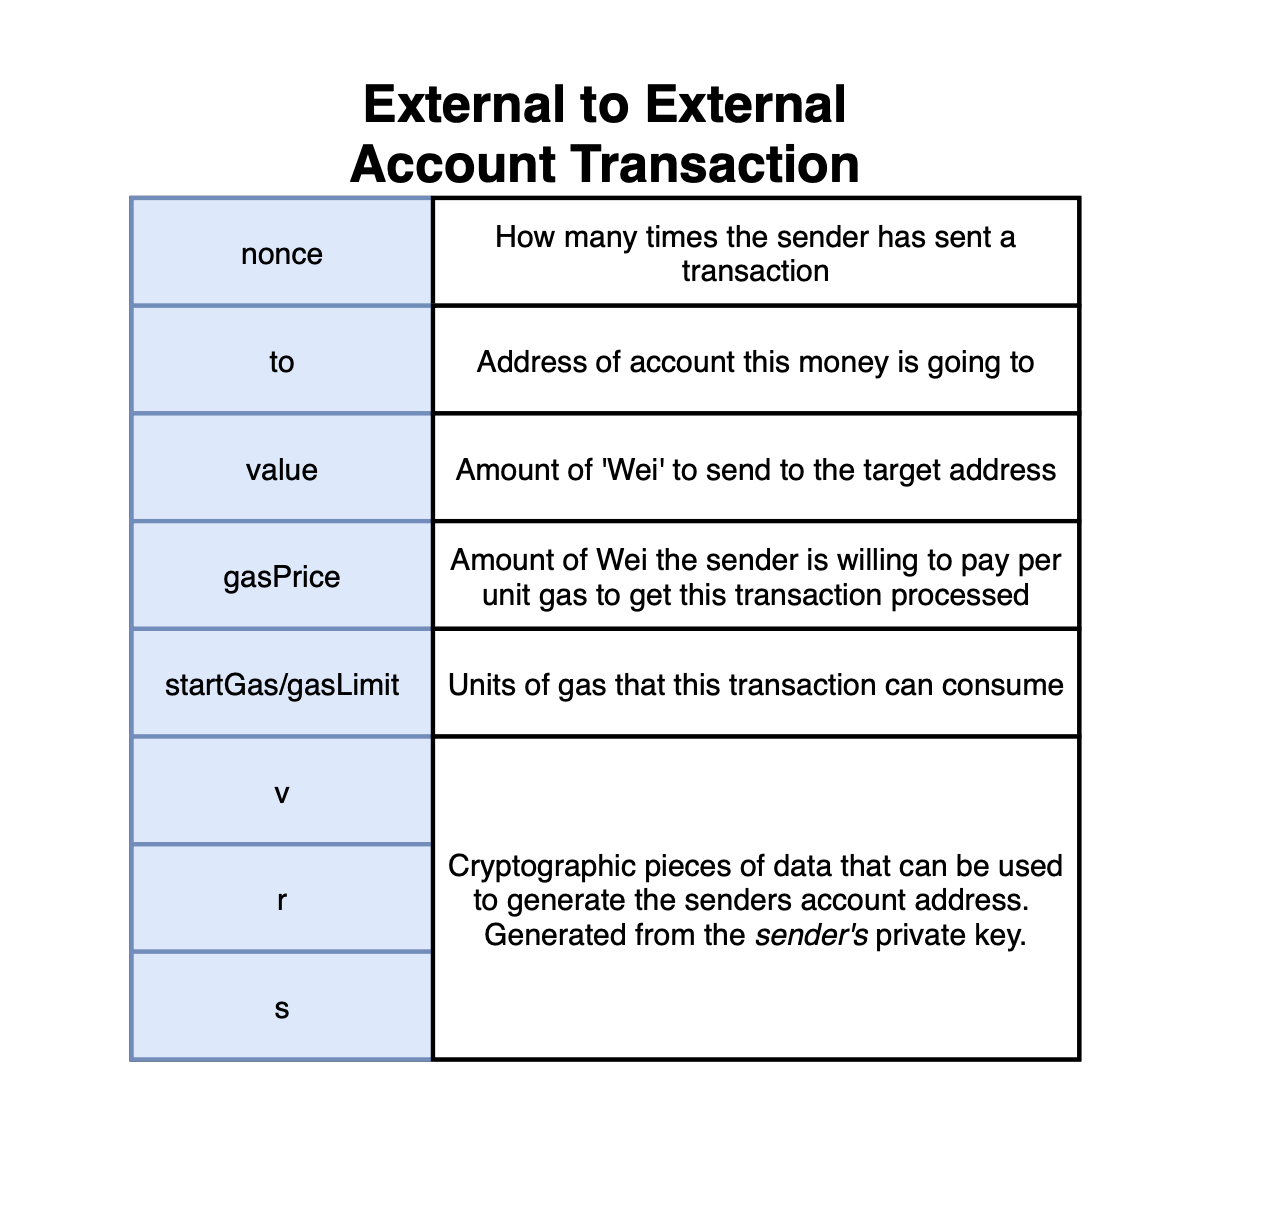 External to External
Account Transaction
nonce
How many times the sender has sent a
transaction
to
Address of account this money is going to
value
Amount of 'Wei' to send to the target address
gasPrice
Amount of Wei the sender is willing to pay per
unit gas to get this transaction processed
startGas/gasLimit
Units of gas that this transaction can consume
v
r
s
Cryptographic pieces of data that can be used
to generate the senders account address.
Generated from the sender's private key.